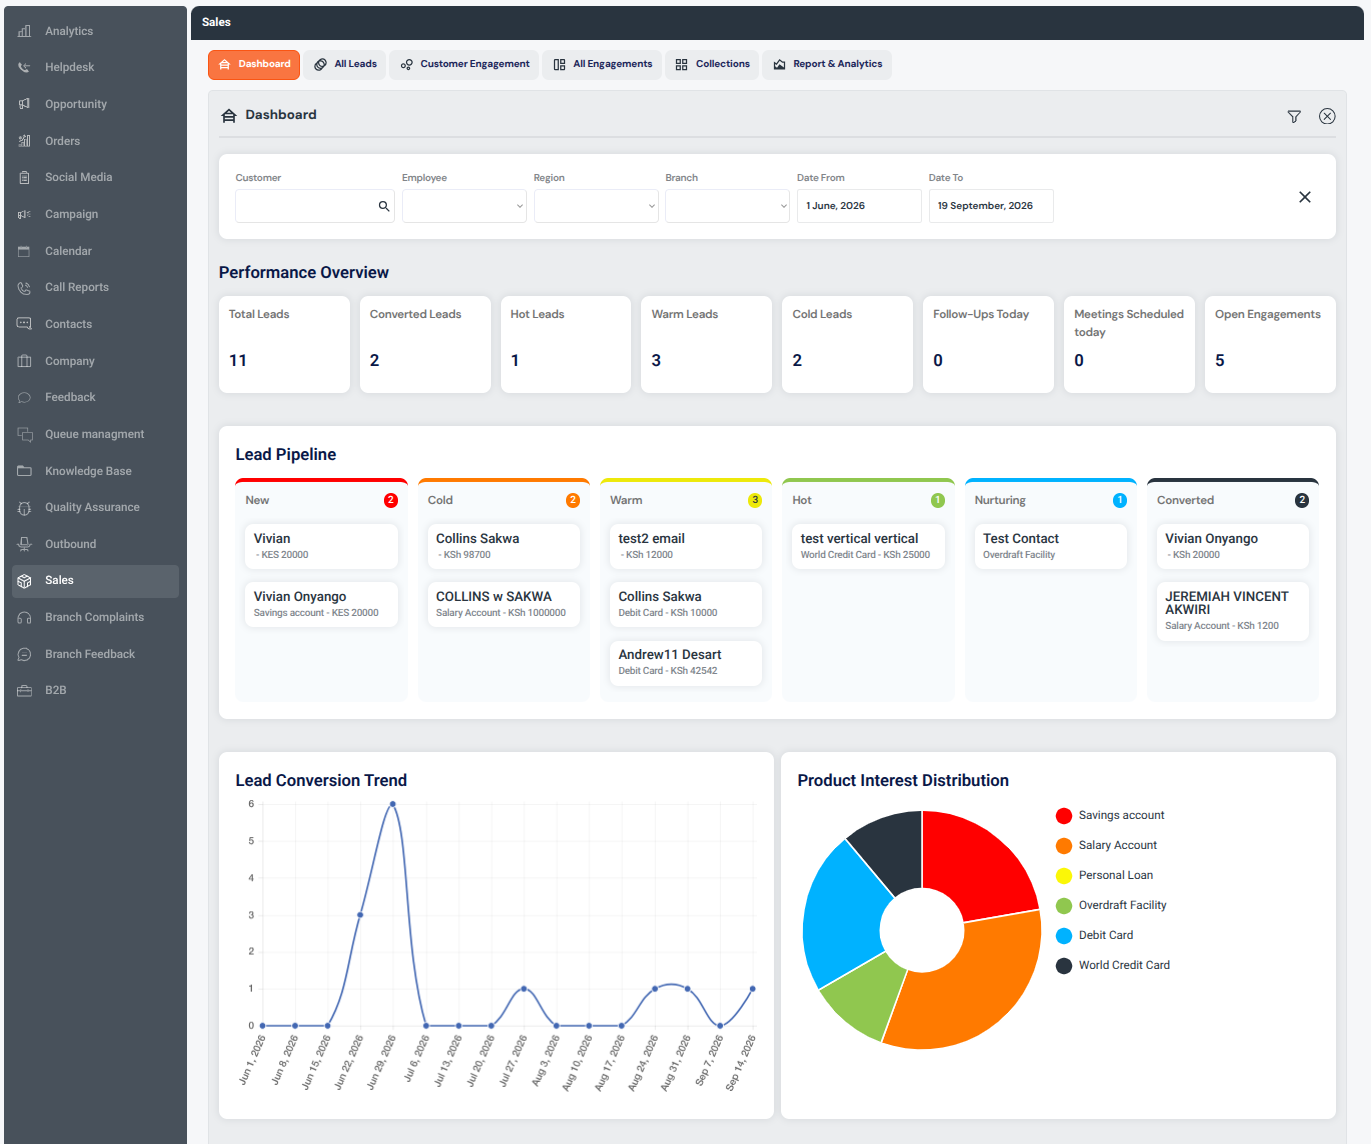 Analytics
Helpdesk
Opportunity
Orders
Social Media
Campaign
Calendar
Call Reports
Contacts
Company
Feedback
Queue managment
Knowledge Base
Quality Assurance
Outbound
Sales
Branch Complaints
Branch Feedback
B2B
Sales
Dashboard
All Leads
Customer Engagement
All Engagements
Collections
Report & Analytics
Dashboard
Customer
Employee
Region
Branch
Date From
1 June, 2026
Date To
19 September, 2026
Performance Overview
Total Leads
11
Converted Leads
2
Hot Leads
1
Warm Leads
3
Cold Leads
2
Follow-Ups Today
0
Meetings Scheduled
today
0
Open Engagements
5
Lead Pipeline
New 2
Vivian
- KES 20000
Vivian Onyango
Savings account - KES 20000
Cold 2
Collins Sakwa
- KSh 98700
COLLINS w SAKWA
Salary Account - KSh 1000000
Warm 3
test2 email
- KSh 12000
Collins Sakwa
Debit Card - KSh 10000
Andrew11 Desart
Debit Card - KSh 42542
Hot 1
test vertical vertical
World Credit Card - KSh 25000
Nurturing 1
Test Contact
Overdraft Facility
Converted 2
Vivian Onyango
- KSh 20000
JEREMIAH VINCENT
AKWIRI
Salary Account - KSh 1200
Lead Conversion Trend
6
5
4
3
2
1
0
Jun 1, 2026
Jun 8, 2026
Jun 15, 2026
Jun 22, 2026
Jun 29, 2026
Jul 6, 2026
Jul 13, 2026
Jul 20, 2026
Jul 27, 2026
Aug 3, 2026
Aug 10, 2026
Aug 17, 2026
Aug 24, 2026
Aug 31, 2026
Sep 7, 2026
Sep 14, 2026
Product Interest Distribution
Savings account
Salary Account
Personal Loan
Overdraft Facility
Debit Card
World Credit Card